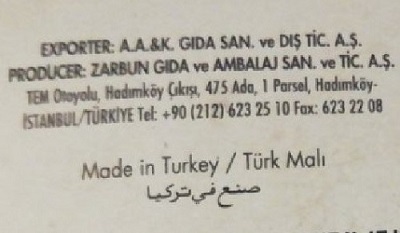 EXPORTER: A.A.&K. GIDA SAN. ve DIŞ TİC. A.Ş.
PRODUCER: ZARBUN GIDA ve AMBALAJ SAN. ve TİC. A.Ş.
TEM Otoyolu, Hadımköy Çıkışı, 475 Ada, 1 Parsel, Hadımköy-
İSTANBUL/TÜRKİYE Tel: +90 (212) 623 25 10 Fax: 623 22 08
Made in Turkey / Türk Malı
صنع في تركيا